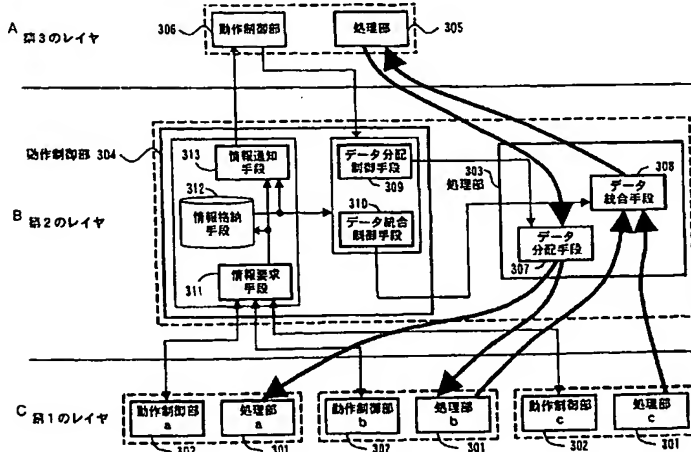 306
動作制御部
処理部
305
A 第3のレイヤ
動作制御部 304
313
情報通知
手段
312
情報格納
手段
311
情報要求
手段
データ分配
制御手段
309
310
データ統合
制御手段
303
処理部
308
データ
統合手段
データ
分配手段
307
B 第2のレイヤ
C 第1のレイヤ
動作制御部
a
302
処理部
a
301
動作制御部
b
302
処理部
b
301
動作制御部
c
302
処理部
c
301